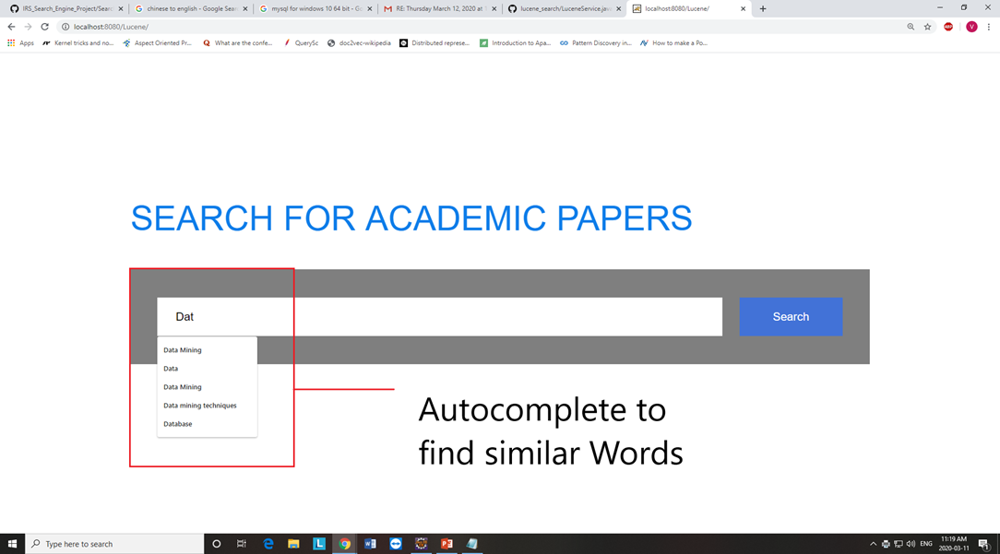 IRS_Search_Engine_Project/Searc
chinese to english - Google Sear
mysql for windows 10 64 bit - Go
RE: Thursday March 12, 2020 at 1
lucene_search/LuceneService.java
localhost:8080/Lucene/
localhost:8080/Lucene/
ABP
V
Apps
Kernel tricks and no...
Aspect Oriented Pr...
What are the confe...
QuerySc
doc2vec-wikipedia
Distributed represe...
Introduction to Apa...
Pattern Discovery in...
How to make a Po...
SEARCH FOR ACADEMIC PAPERS
Dat
Search
Data Mining
Data
Data Mining
Data mining techniques
Database
Autocomplete to
find similar Words
Type here to search
ENG
11:19 AM
2020-03-11